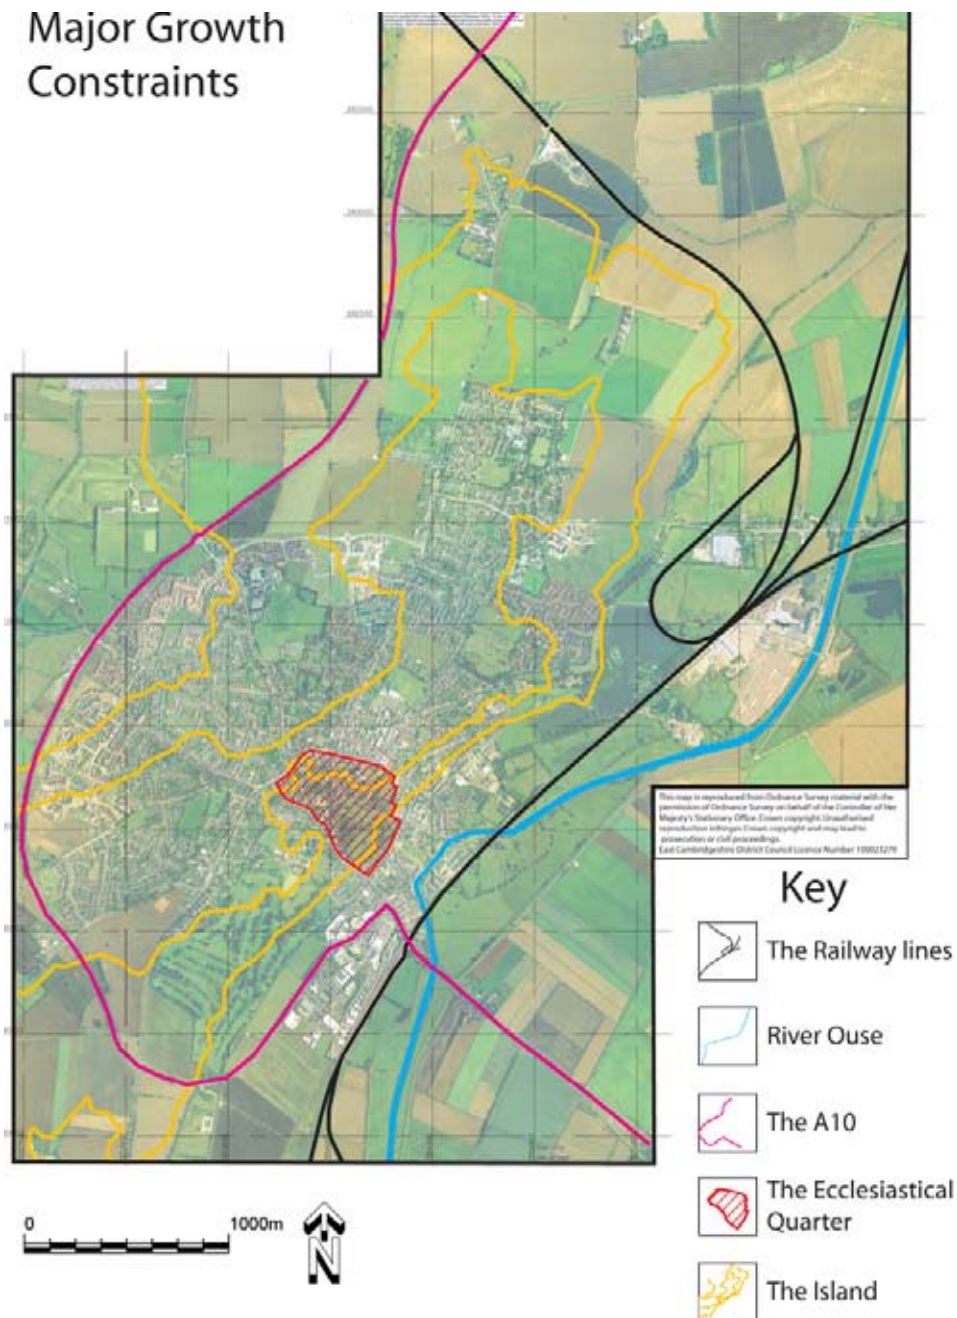 Major Growth
Constraints
This map is reproduced from Ordnance Survey material with the
permission of Ordnance Survey on behalf of the Controller of Her
Majesty's Stationary Office Crown copyright. Unauthorised
reproduction infringes Crown copyright and may lead to
prosecution or civil proceedings.
East Cambridgeshire District Council Licence Number 100023279
Key
The Railway lines
River Ouse
The A10
The Ecclesiastical
Quarter
The Island
0 1000m
N